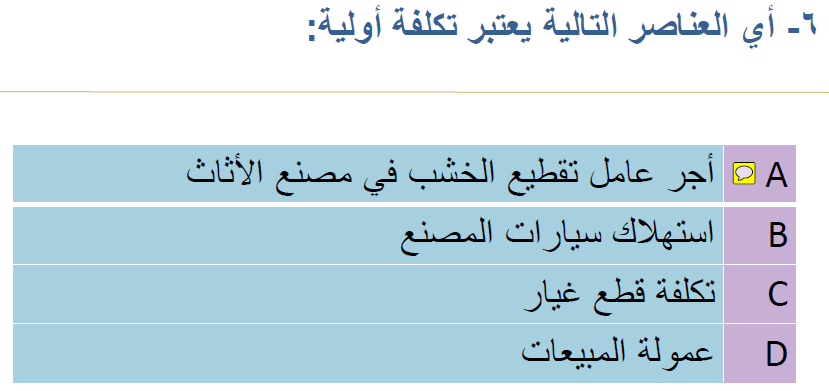 ٦- أي العناصر التالية يعتبر تكلفة أولية:
A أجر عامل تقطيع الخشب في مصنع الأثاث
B استهلاك سيارات المصنع
C تكلفة قطع غيار
D عمولة المبيعات